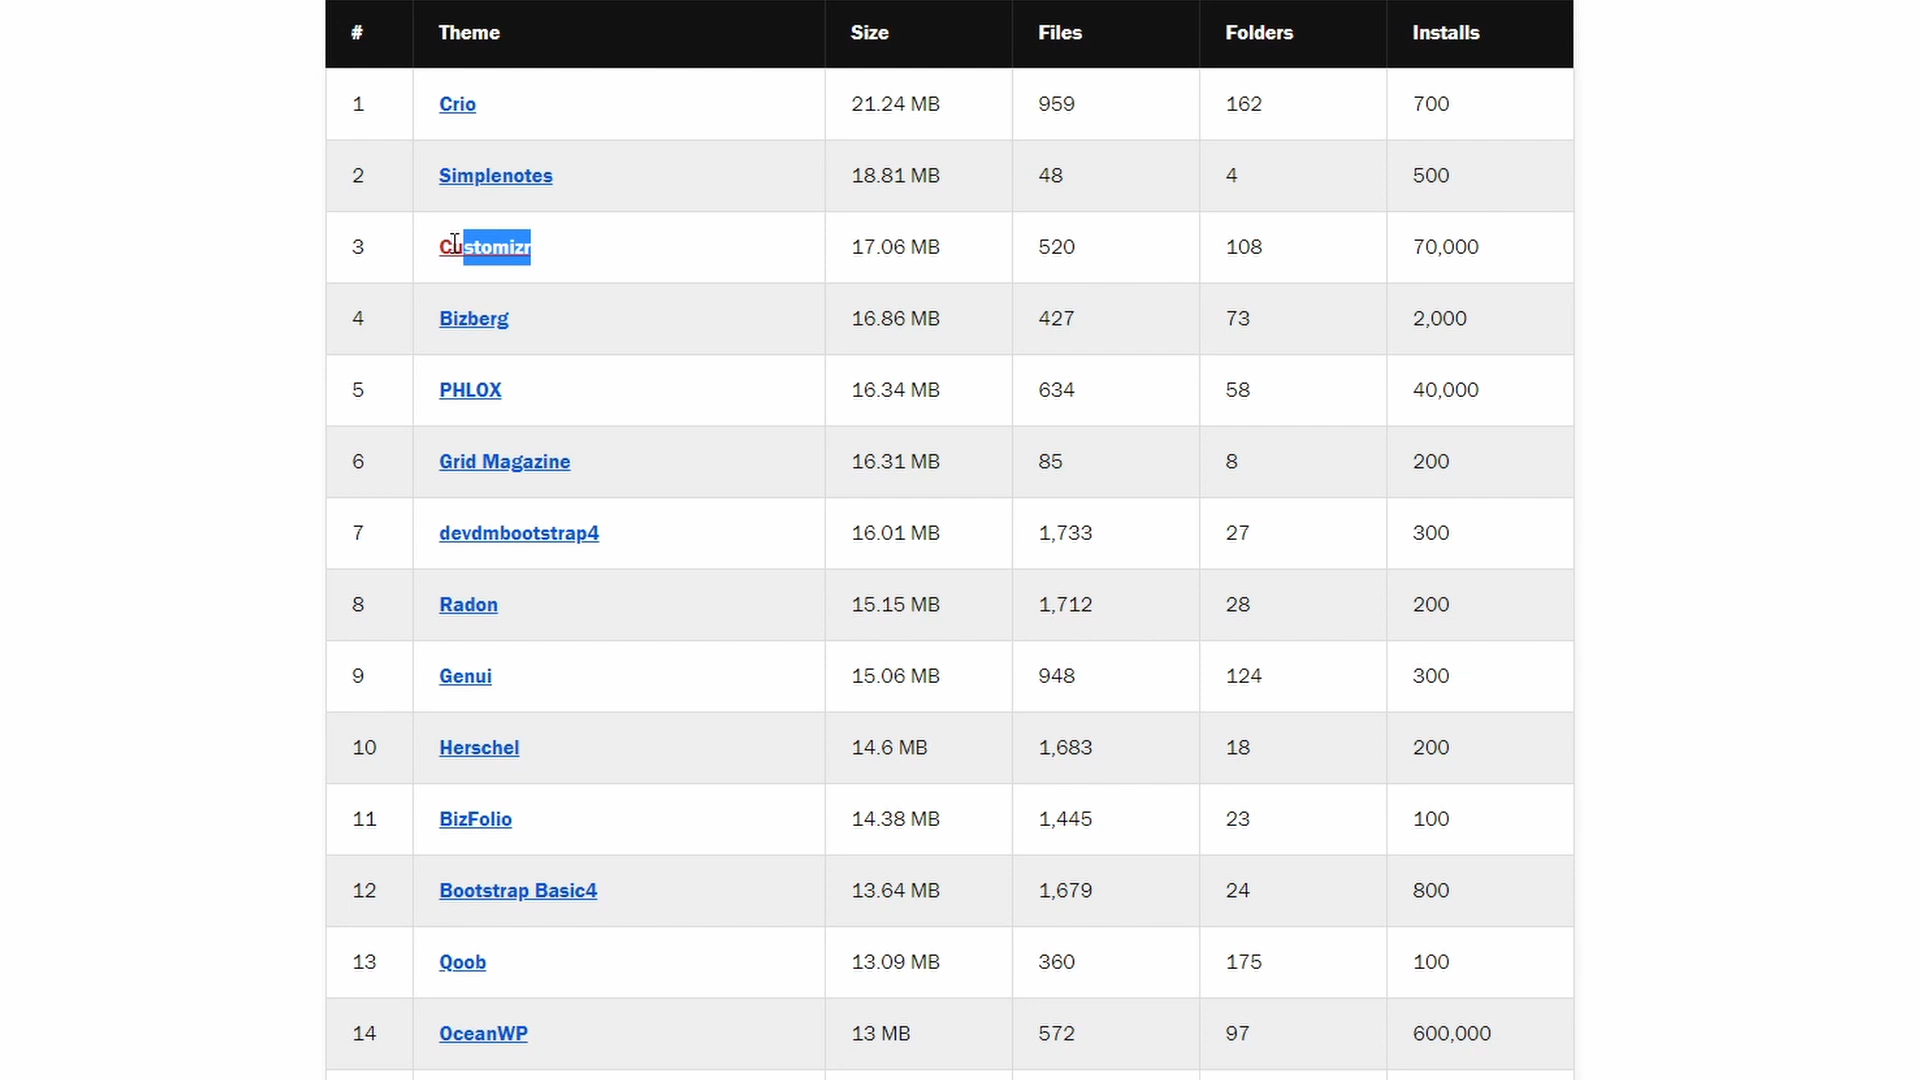 # Theme Size Files Folders Installs
1 Crio 21.24 MB 959 162 700
2 Simplenotes 18.81 MB 48 4 500
3 Customizr 17.06 MB 520 108 70,000
4 Bizberg 16.86 MB 427 73 2,000
5 PHLOX 16.34 MB 634 58 40,000
6 Grid Magazine 16.31 MB 85 8 200
7 devdmbootstrap4 16.01 MB 1,733 27 300
8 Radon 15.15 MB 1,712 28 200
9 Genui 15.06 MB 948 124 300
10 Herschel 14.6 MB 1,683 18 200
11 BizFolio 14.38 MB 1,445 23 100
12 Bootstrap Basic4 13.64 MB 1,679 24 800
13 Qoob 13.09 MB 360 175 100
14 OceanWP 13 MB 572 97 600,000